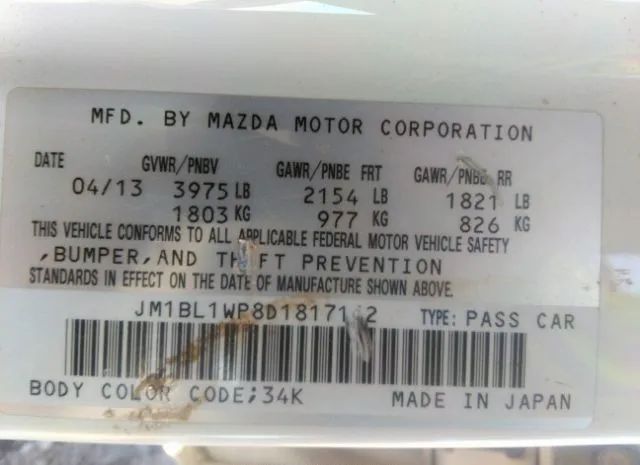 MFD. BY MAZDA MOTOR CORPORATION
DATE GVWR/PNBV GAWR/PNBE FRT GAWR/PNBE RR
04/13 3975 LB 2154 LB 1821 LB
1803 KG 977 KG 826 KG
THIS VEHICLE CONFORMS TO ALL APPLICABLE FEDERAL MOTOR VEHICLE SAFETY
,BUMPER,AND THEFT PREVENTION
STANDARDS IN EFFECT ON THE DATE OF MANUFACTURE SHOWN ABOVE.
TYPE: PASS CAR
BODY COLOR CODE;34K MADE IN JAPAN